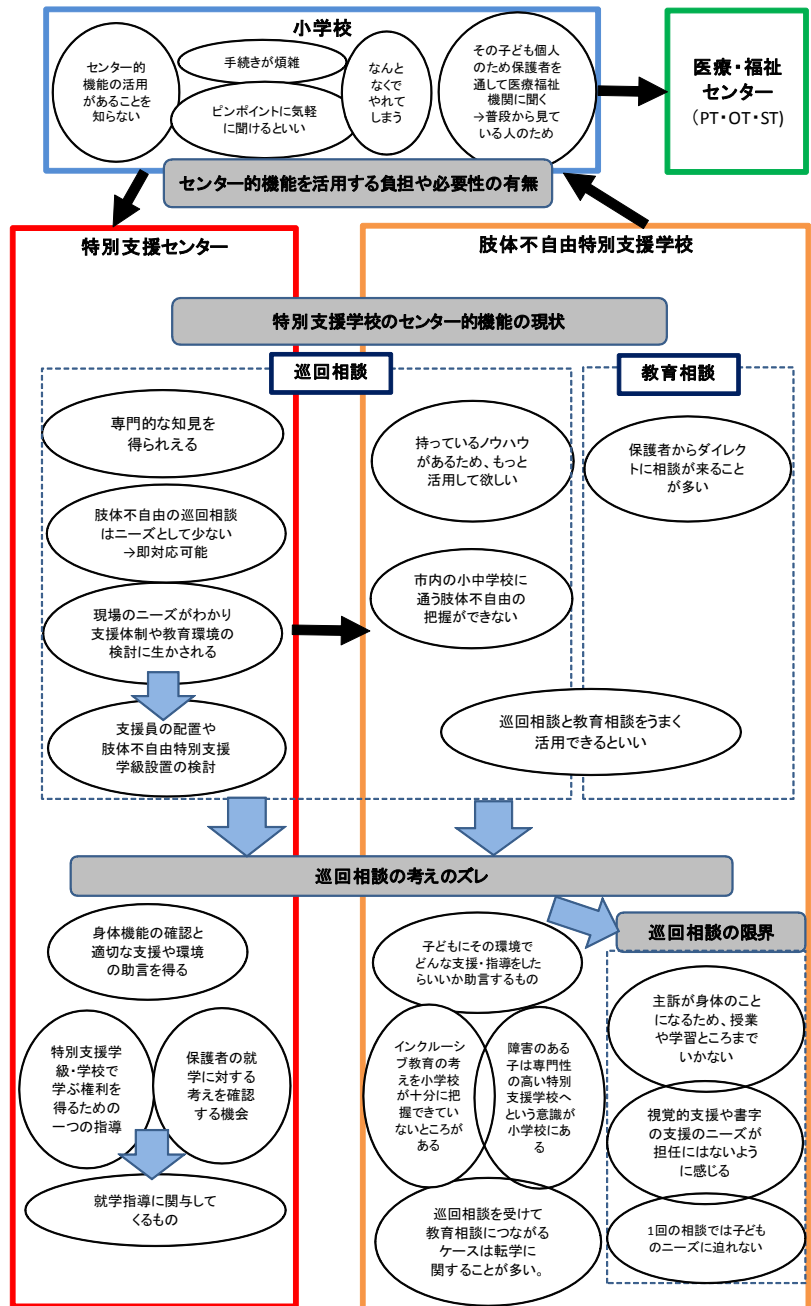 小学校
センター的
機能の活用
があることを
知らない
手続きが煩雑
ピンポイントに気軽
に聞けるといい
なんと
なくで
やれて
しまう
その子ども個人
のため保護者を
通して医療福祉
機関に聞く
→普段から見て
いる人のため
医療・福祉
センター
(PT・OT・ST)
センター的機能を活用する負担や必要性の有無
特別支援センター
肢体不自由特別支援学校
特別支援学校のセンター的機能の現状
巡回相談
教育相談
専門的な知見を
得られえる
肢体不自由の巡回相談
はニーズとして少ない
→即対応可能
現場のニーズがわかり
支援体制や教育環境の
検討に生かされる
支援員の配置や
肢体不自由特別支援
学級設置の検討
持っているノウハウ
があるため、もっと
活用して欲しい
市内の小中学校に
通う肢体不自由の
把握ができない
保護者からダイレク
トに相談が来ること
が多い
巡回相談と教育相談をうまく
活用できるといい
巡回相談の考えのズレ
身体機能の確認と
適切な支援や環境
の助言を得る
特別支援学
級・学校で
学ぶ権利を
得るための
一つの指導
保護者の就
学に対する
考えを確認
する機会
就学指導に関与して
くるもの
子どもにその環境で
どんな支援・指導をした
らいいか助言するもの
インクルーシ
ブ教育の考
えを小学校
が十分に把
握できてい
ないところが
ある
障害のある
子は専門性
の高い特別
支援学校へ
という意識が
小学校にあ
る
巡回相談を受けて
教育相談につながる
ケースは転学に
関することが多い。
巡回相談の限界
主訴が身体のこと
になるため、授業
や学習ところまで
いかない
視覚的支援や書字
の支援のニーズが
担任にはないよう
に感じる
1回の相談では子ども
のニーズに迫れない